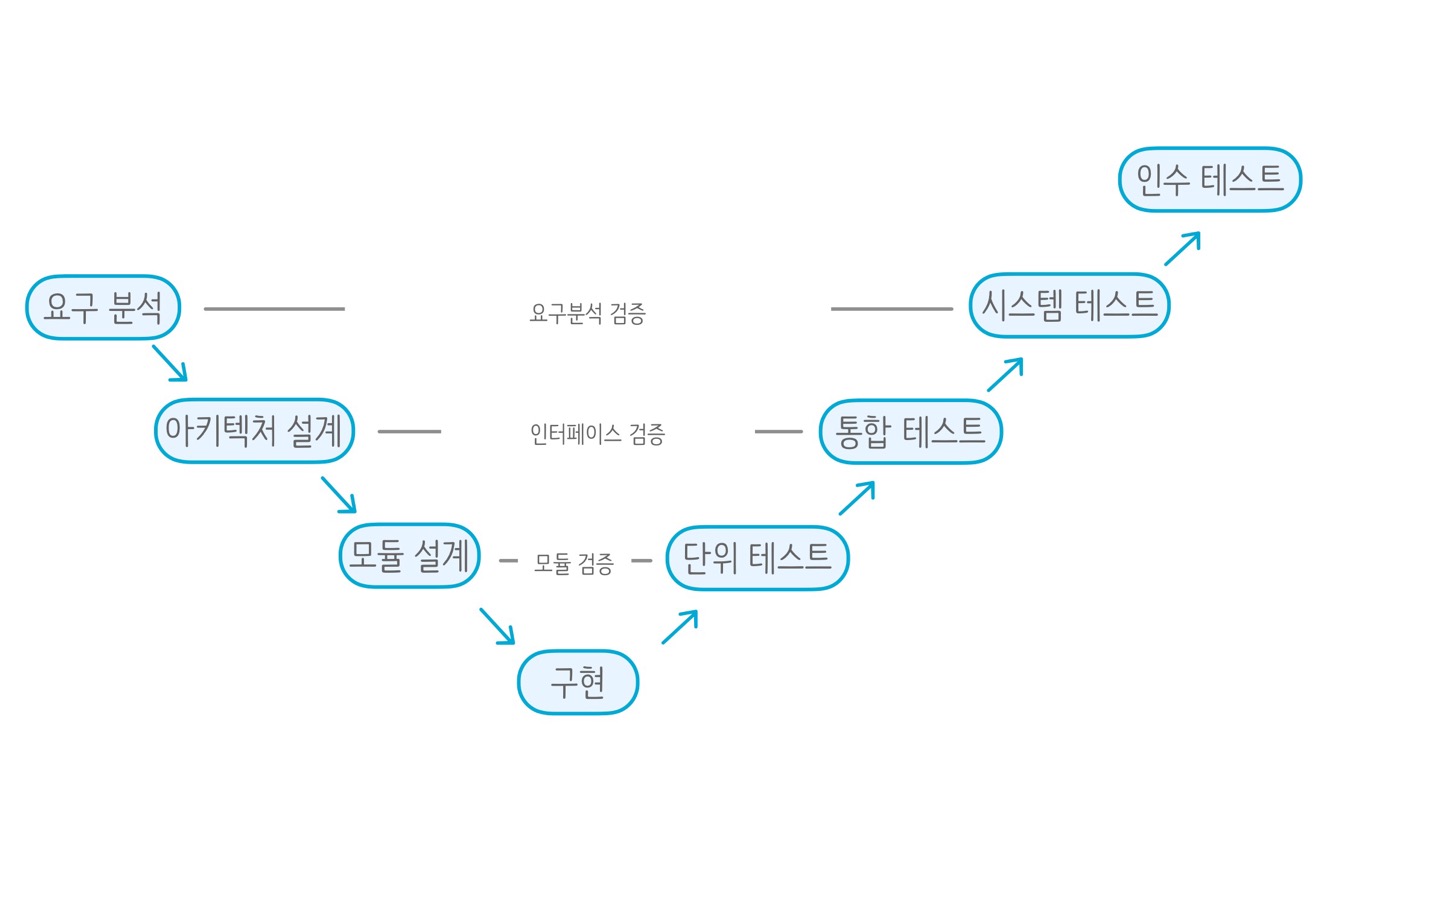 인수 테스트
요구 분석
요구분석 검증
시스템 테스트
아키텍처 설계
인터페이스 검증
통합 테스트
모듈 설계
모듈 검증
단위 테스트
구현